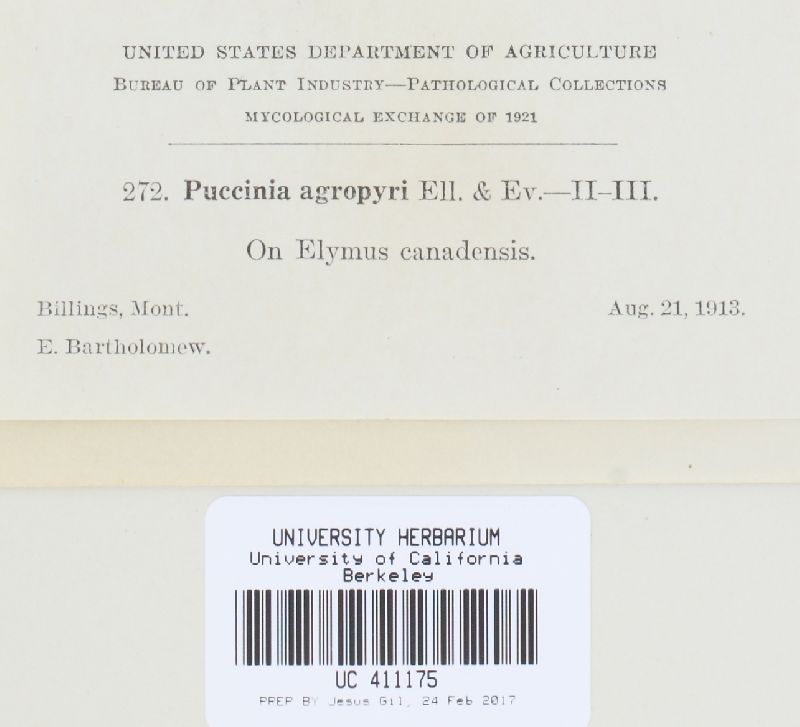 UNITED STATES DEPARTMENT OF AGRICULTURE
BUREAU OF PLANT INDUSTRY—PATHOLOGICAL COLLECTIONS
MYCOLOGICAL EXCHANGE OF 1921
272. Puccinia agropyri Ell. & Ev.—II–III.
On Elymus canadensis.
Billings, Mont. Aug. 21, 1913.
E. Bartholomew.
UNIVERSITY HERBARIUM
University of California
Berkeley
UC 411175
PREP BY Jesus Gil, 24 Feb 2017